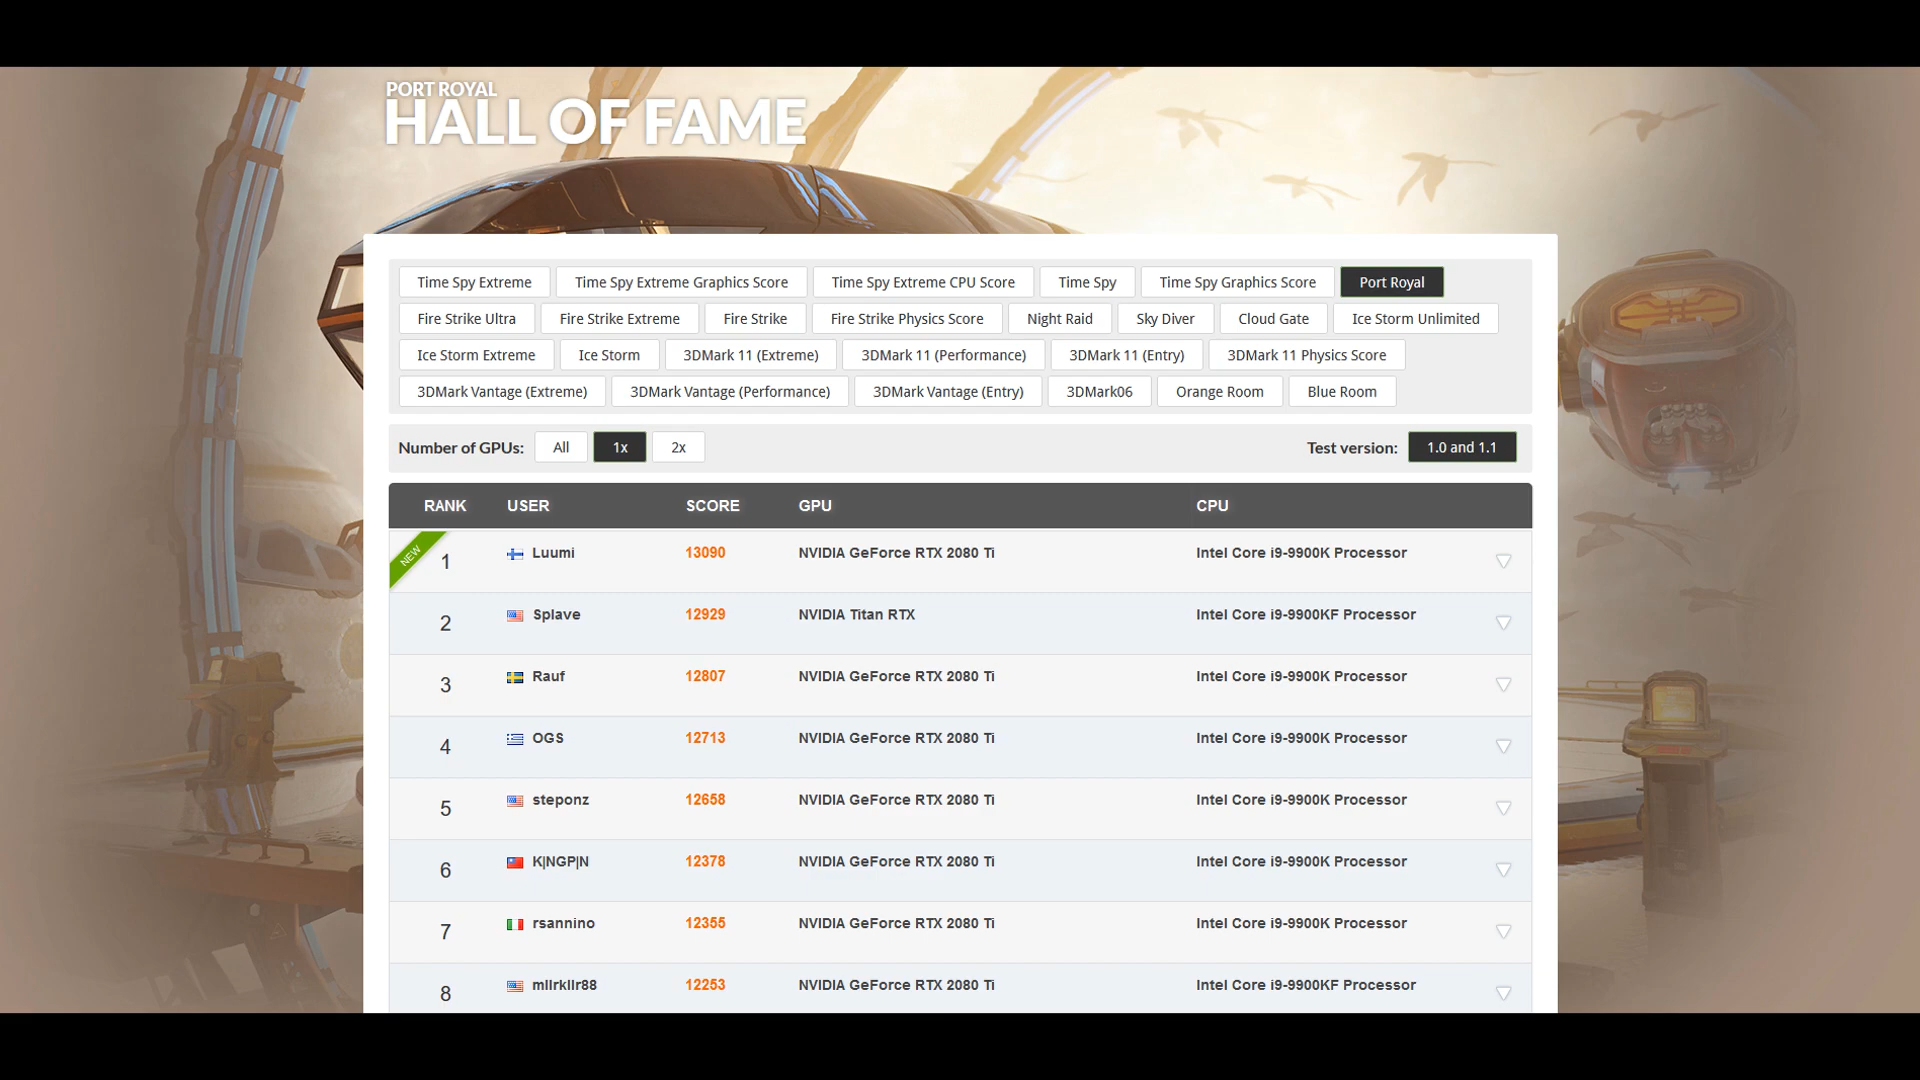 PORT ROYAL
HALL OF FAME
Time Spy Extreme Time Spy Extreme Graphics Score Time Spy Extreme CPU Score Time Spy Time Spy Graphics Score Port Royal
Fire Strike Ultra Fire Strike Extreme Fire Strike Fire Strike Physics Score Night Raid Sky Diver Cloud Gate Ice Storm Unlimited
Ice Storm Extreme Ice Storm 3DMark 11 (Extreme) 3DMark 11 (Performance) 3DMark 11 (Entry) 3DMark 11 Physics Score
3DMark Vantage (Extreme) 3DMark Vantage (Performance) 3DMark Vantage (Entry) 3DMark06 Orange Room Blue Room
Number of GPUs: All 1x 2x Test version: 1.0 and 1.1
RANK USER SCORE GPU CPU
NEW 1 Luumi 13090 NVIDIA GeForce RTX 2080 Ti Intel Core i9-9900K Processor
2 Splave 12929 NVIDIA Titan RTX Intel Core i9-9900KF Processor
3 Rauf 12807 NVIDIA GeForce RTX 2080 Ti Intel Core i9-9900K Processor
4 OGS 12713 NVIDIA GeForce RTX 2080 Ti Intel Core i9-9900K Processor
5 steponz 12658 NVIDIA GeForce RTX 2080 Ti Intel Core i9-9900K Processor
6 K|NGP|N 12378 NVIDIA GeForce RTX 2080 Ti Intel Core i9-9900K Processor
7 rsannino 12355 NVIDIA GeForce RTX 2080 Ti Intel Core i9-9900K Processor
8 mllrkllr88 12253 NVIDIA GeForce RTX 2080 Ti Intel Core i9-9900KF Processor